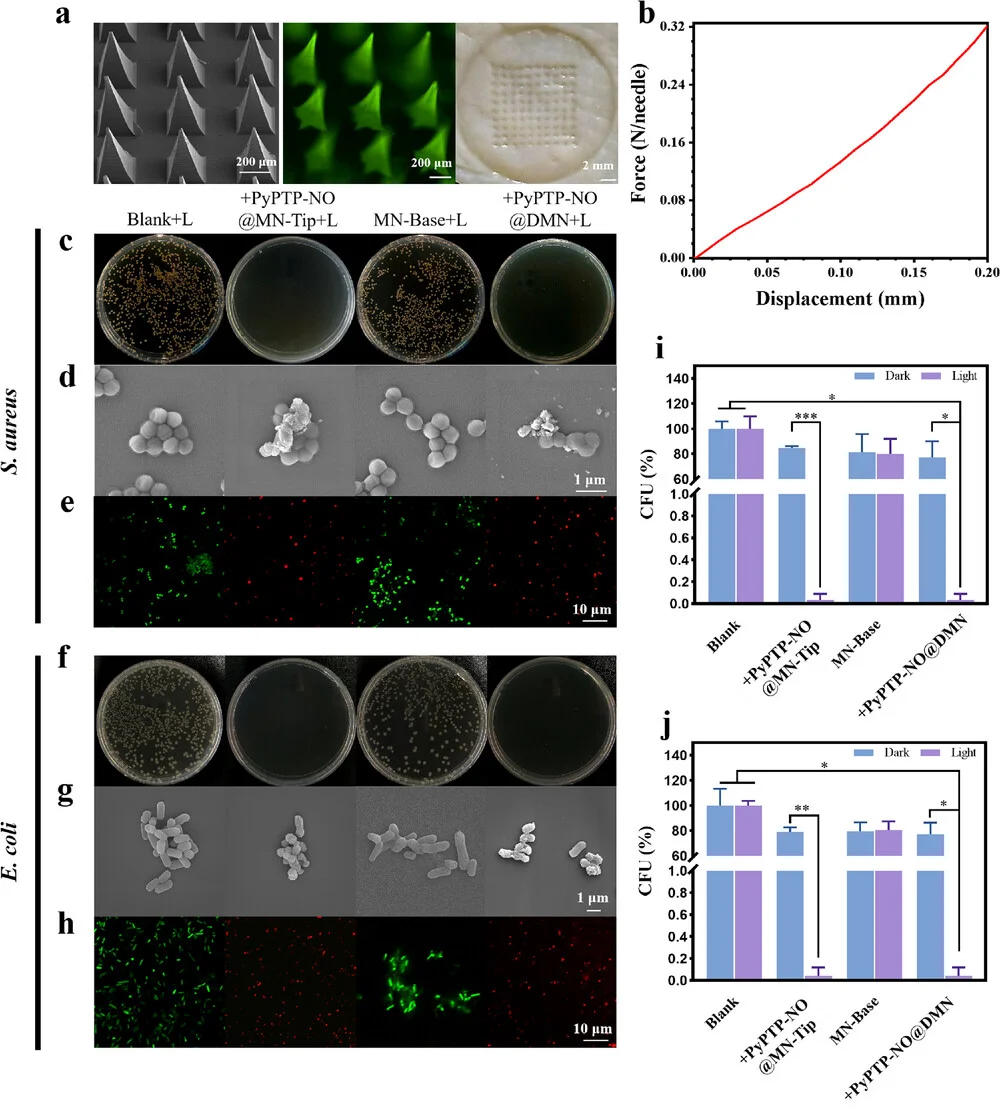 a
200 µm
200 µm
2 mm
b
Force (N/needle)
0.32
0.24
0.16
0.08
0.00
0.00 0.05 0.10 0.15 0.20
Displacement (mm)
Blank+L
+PyPTP-NO
@MN-Tip+L
MN-Base+L
+PyPTP-NO
@DMN+L
S. aureus
c
d
1 µm
e
10 µm
E. coli
f
g
1 µm
h
10 µm
i
CFU (%)
140
120
100
80
60
1.0
0.8
0.6
0.4
0.2
0.0
Dark Light
*
***
*
Blank
+PyPTP-NO
@MN-Tip
MN-Base
+PyPTP-NO@DMN
j
CFU (%)
140
120
100
80
60
1.0
0.8
0.6
0.4
0.2
0.0
Dark Light
*
**
*
Blank
+PyPTP-NO
@MN-Tip
MN-Base
+PyPTP-NO@DMN